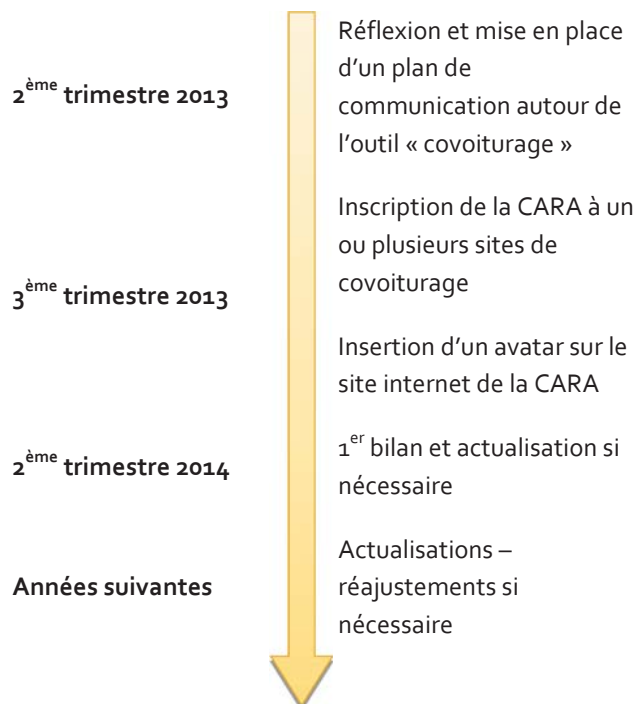 2ème trimestre 2013
Réflexion et mise en place
d'un plan de
communication autour de
l'outil « covoiturage »
3ème trimestre 2013
Inscription de la CARA à un
ou plusieurs sites de
covoiturage
Insertion d'un avatar sur le
site internet de la CARA
2ème trimestre 2014
1er bilan et actualisation si
nécessaire
Années suivantes
Actualisations –
réajustements si
nécessaire